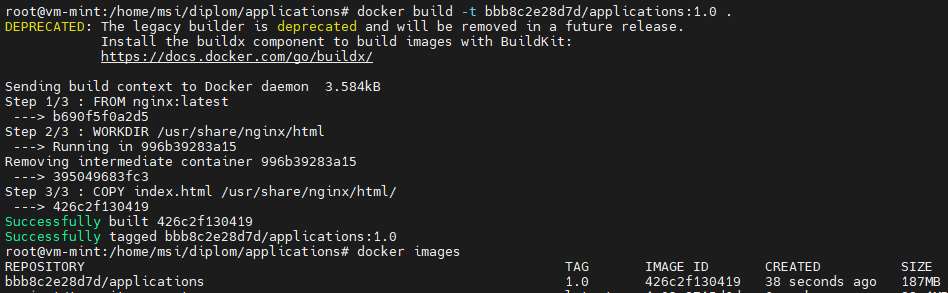 root@vm-mint:/home/msi/diplom/applications# docker build -t bbb8c2e28d7d/applications:1.0 .
DEPRECATED: The legacy builder is deprecated and will be removed in a future release.
            Install the buildx component to build images with BuildKit:
            https://docs.docker.com/go/buildx/

Sending build context to Docker daemon  3.584kB
Step 1/3 : FROM nginx:latest
 ---> b690f5f0a2d5
Step 2/3 : WORKDIR /usr/share/nginx/html
 ---> Running in 996b39283a15
Removing intermediate container 996b39283a15
 ---> 395049683fc3
Step 3/3 : COPY index.html /usr/share/nginx/html/
 ---> 426c2f130419
Successfully built 426c2f130419
Successfully tagged bbb8c2e28d7d/applications:1.0
root@vm-mint:/home/msi/diplom/applications# docker images
REPOSITORY                                                            TAG       IMAGE ID       CREATED          SIZE
bbb8c2e28d7d/applications                                             1.0       426c2f130419   38 seconds ago   187MB